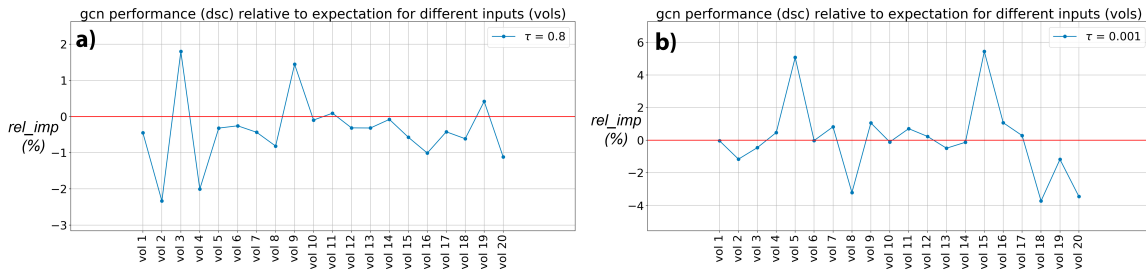 gcn performance (dsc) relative to expectation for different inputs (vols)
a)
τ = 0.8
2
1
0
−1
−2
−3
rel_imp
(%)
vol 1
vol 2
vol 3
vol 4
vol 5
vol 6
vol 7
vol 8
vol 9
vol 10
vol 11
vol 12
vol 13
vol 14
vol 15
vol 16
vol 17
vol 18
vol 19
vol 20
gcn performance (dsc) relative to expectation for different inputs (vols)
b)
τ = 0.001
6
4
2
0
−2
−4
rel_imp
(%)
vol 1
vol 2
vol 3
vol 4
vol 5
vol 6
vol 7
vol 8
vol 9
vol 10
vol 11
vol 12
vol 13
vol 14
vol 15
vol 16
vol 17
vol 18
vol 19
vol 20